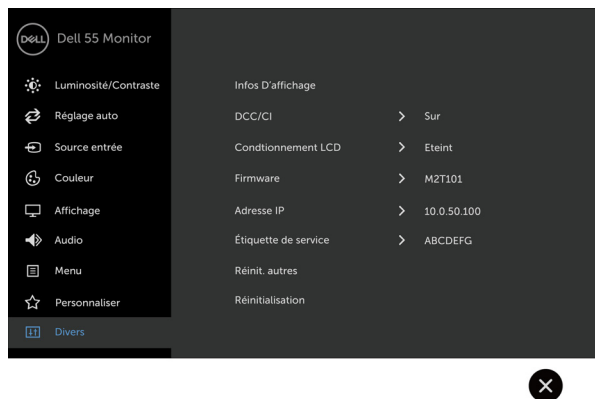 DELL Dell 55 Monitor
Luminosité/Contraste
Réglage auto
Source entrée
Couleur
Affichage
Audio
Menu
Personnaliser
Divers
Infos D'affichage
DCC/CI > Sur
Condtionnement LCD > Eteint
Firmware > M2T101
Adresse IP > 10.0.50.100
Étiquette de service > ABCDEFG
Réinit. autres
Réinitialisation